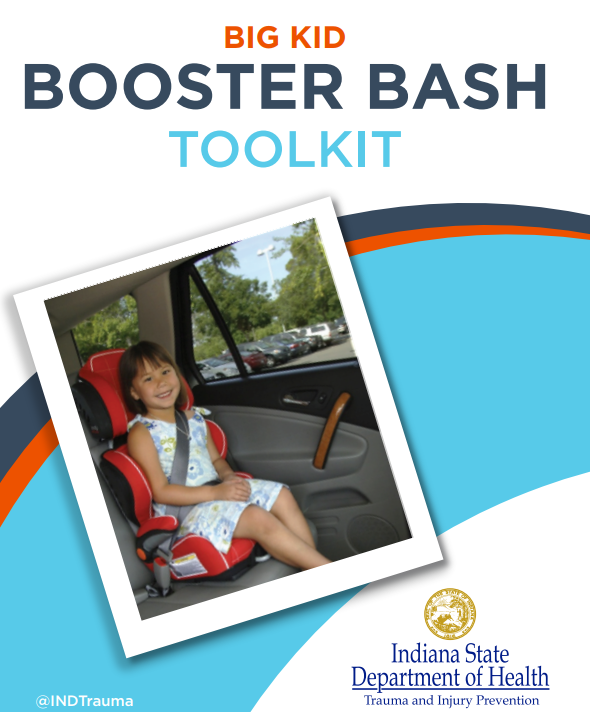 BIG KID
BOOSTER BASH
TOOLKIT
Indiana State
Department of Health
Trauma and Injury Prevention
@INDTrauma